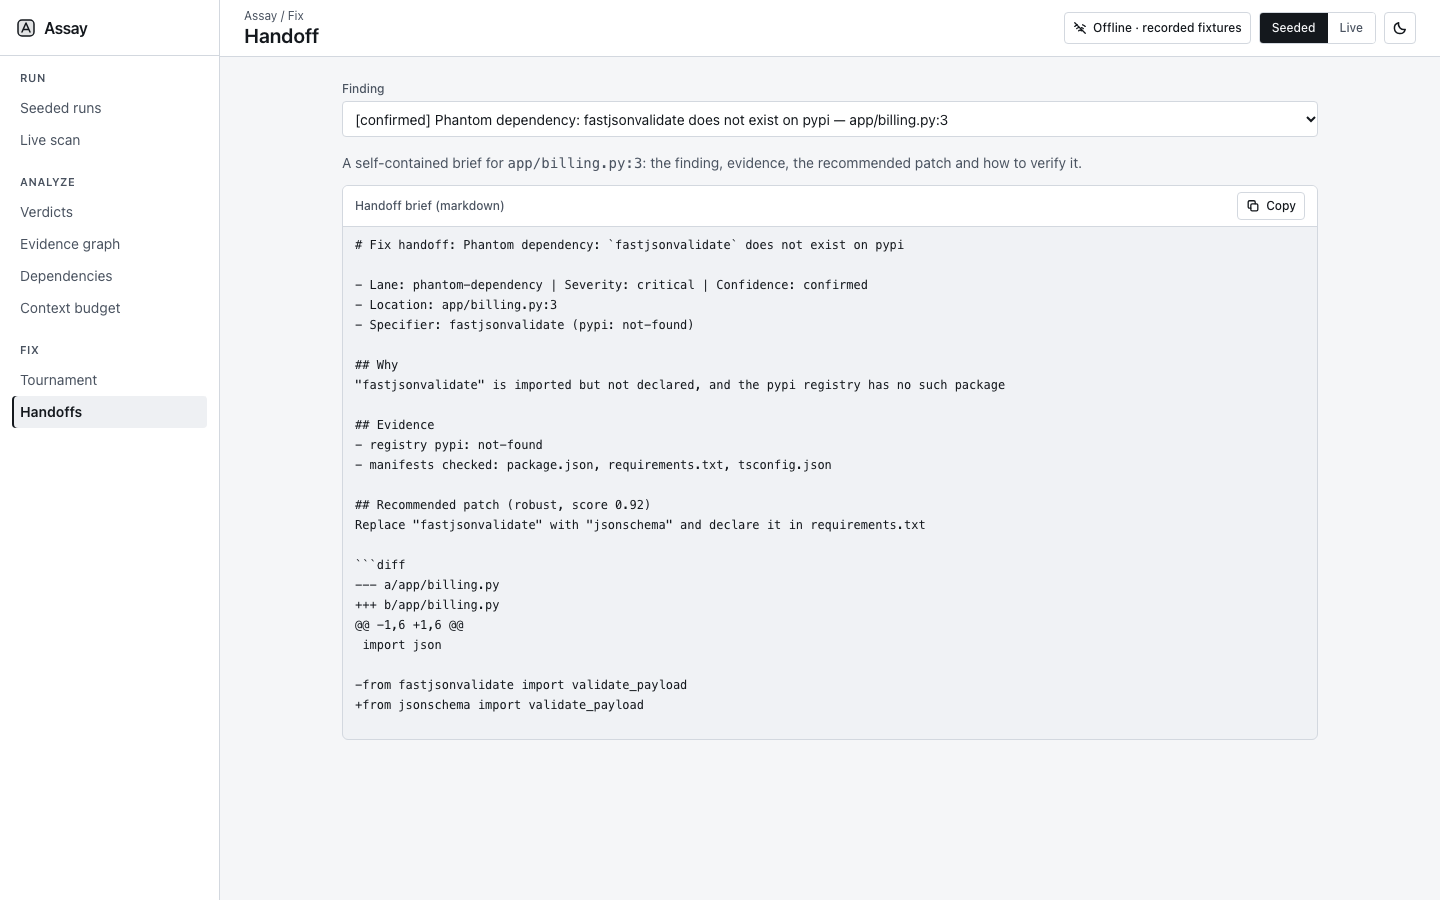 Assay
RUN
Seeded runs
Live scan
ANALYZE
Verdicts
Evidence graph
Dependencies
Context budget
FIX
Tournament
Handoffs
Assay / Fix
Handoff
Offline · recorded fixtures
Seeded
Live
Finding
[confirmed] Phantom dependency: fastjsonvalidate does not exist on pypi — app/billing.py:3
A self-contained brief for app/billing.py:3: the finding, evidence, the recommended patch and how to verify it.
Handoff brief (markdown)
Copy
# Fix handoff: Phantom dependency: `fastjsonvalidate` does not exist on pypi
- Lane: phantom-dependency | Severity: critical | Confidence: confirmed
- Location: app/billing.py:3
- Specifier: fastjsonvalidate (pypi: not-found)
## Why
"fastjsonvalidate" is imported but not declared, and the pypi registry has no such package
## Evidence
- registry pypi: not-found
- manifests checked: package.json, requirements.txt, tsconfig.json
## Recommended patch (robust, score 0.92)
Replace "fastjsonvalidate" with "jsonschema" and declare it in requirements.txt
```diff
--- a/app/billing.py
+++ b/app/billing.py
@@ -1,6 +1,6 @@
 import json
-from fastjsonvalidate import validate_payload
+from jsonschema import validate_payload